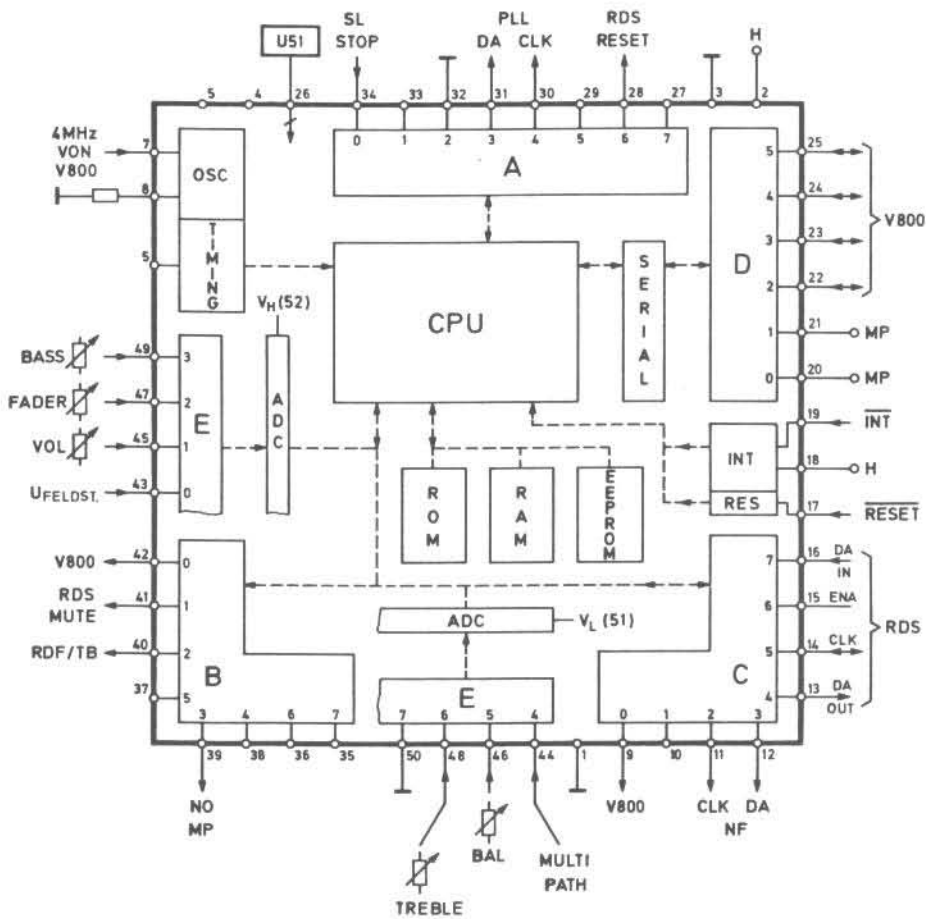 U51
SL
STOP
PLL
DA CLK
RDS
RESET
H
5 4 26 34 33 32 31 30 29 28 27 3 2
0 1 2 3 4 5 6 7
A
4MHz
VON
V800
7
8
5
OSC
TIMING
CPU
SERIAL
D
5 25
4 24
3 23
2 22
V800
1 21 MP
0 20 MP
VH (52)
ADC
BASS 49 3
FADER 47 2
VOL 45 1
UFELDST. 43 0
E
ROM
RAM
EEPROM
INT
RES
19 INT
18 H
17 RESET
V800 42 0
RDS
MUTE
41 1
RDF/TB 40 2
37 5
B
3 4 6 7
39 38 36 35
NO
MP
ADC
VL (51)
E
7 6 5 4
50 48 46 44 1
TREBLE
BAL
MULTI
PATH
C
7 16 DA
IN
6 15 ENA
5 14 CLK
4 13 DA
OUT
RDS
0 1 2 3
9 10 11 12
V800
CLK DA
NF